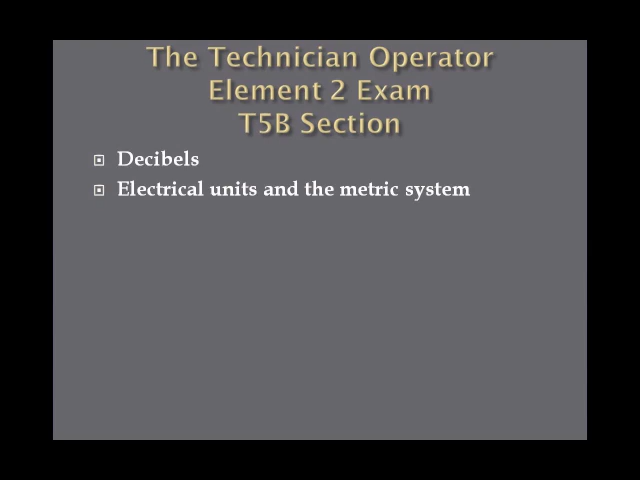 The Technician Operator
Element 2 Exam
T5B Section
Decibels
Electrical units and the metric system